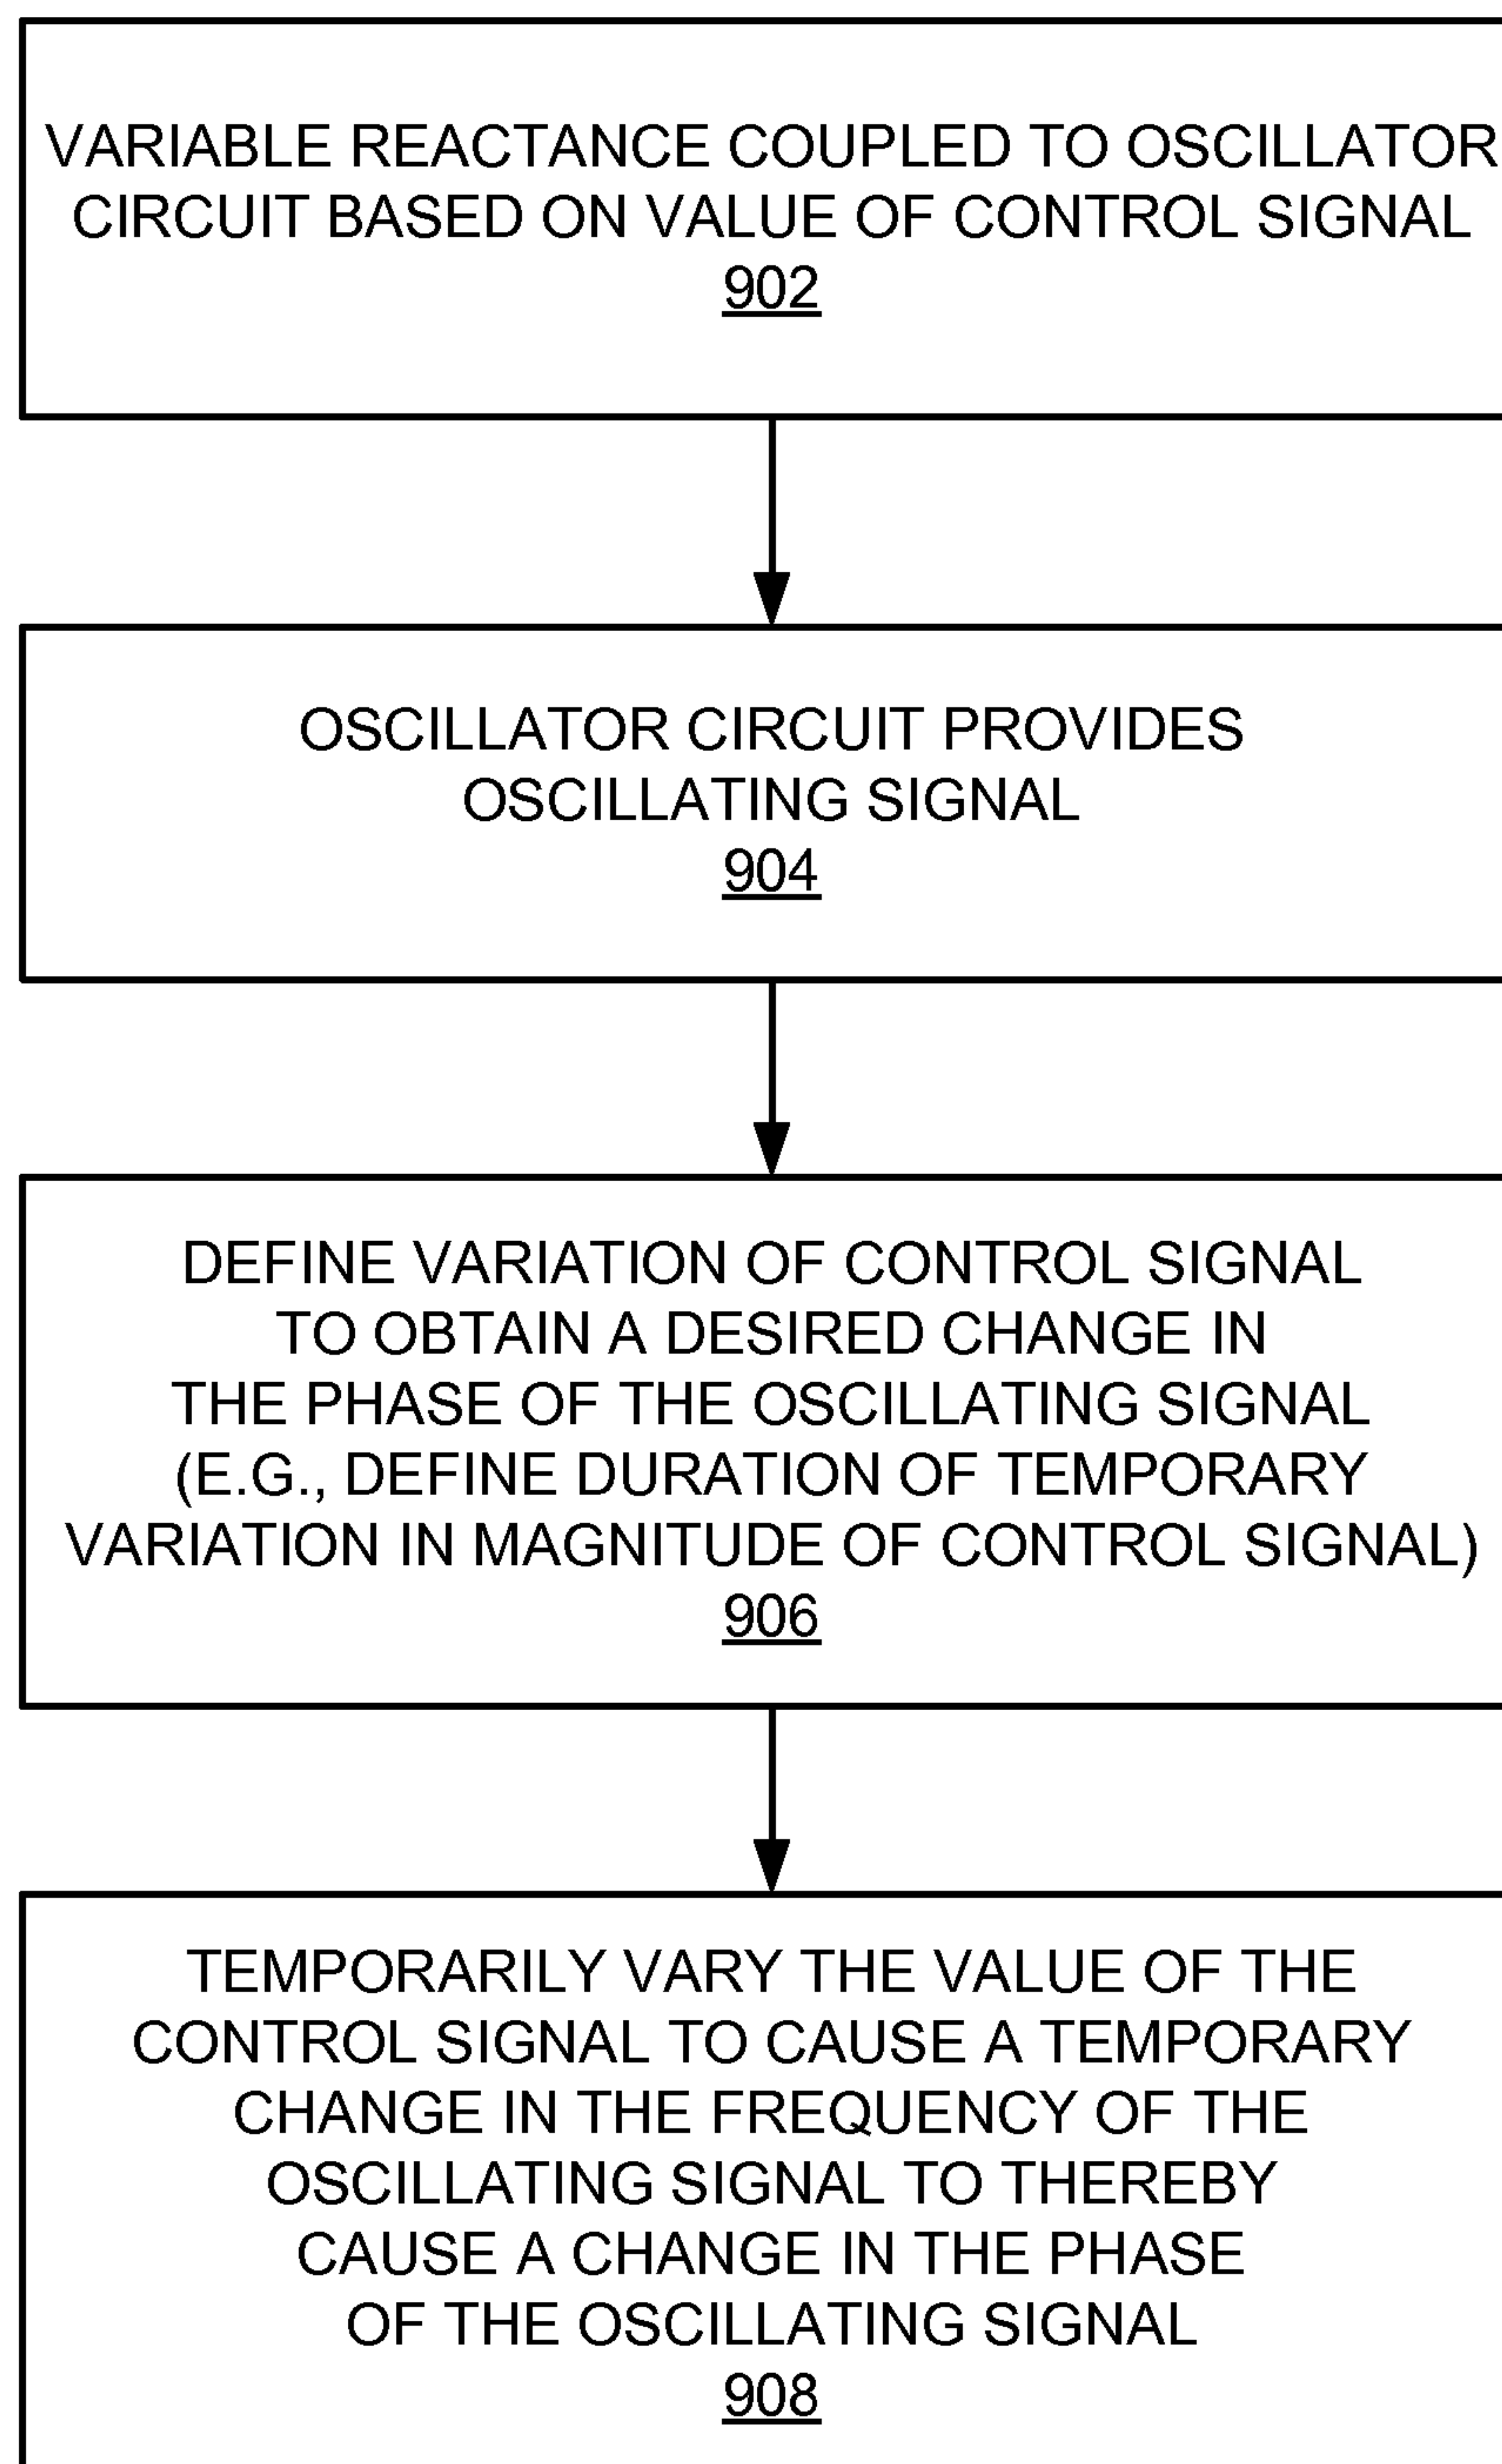 VARIABLE REACTANCE COUPLED TO OSCILLATOR
CIRCUIT BASED ON VALUE OF CONTROL SIGNAL
902
OSCILLATOR CIRCUIT PROVIDES
OSCILLATING SIGNAL
904
DEFINE VARIATION OF CONTROL SIGNAL
TO OBTAIN A DESIRED CHANGE IN
THE PHASE OF THE OSCILLATING SIGNAL
(E.G., DEFINE DURATION OF TEMPORARY
VARIATION IN MAGNITUDE OF CONTROL SIGNAL)
906
TEMPORARILY VARY THE VALUE OF THE
CONTROL SIGNAL TO CAUSE A TEMPORARY
CHANGE IN THE FREQUENCY OF THE
OSCILLATING SIGNAL TO THEREBY
CAUSE A CHANGE IN THE PHASE
OF THE OSCILLATING SIGNAL
908